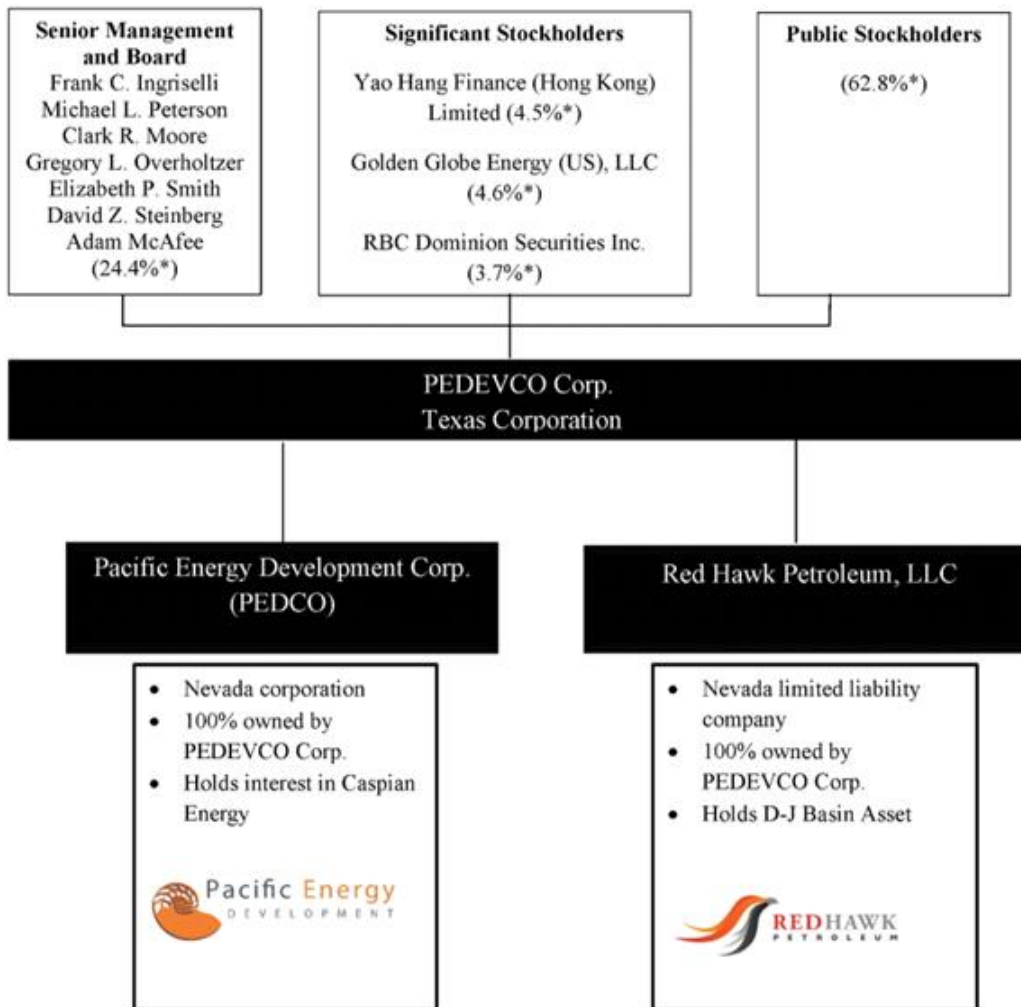 Senior Management
and Board
Frank C. Ingriselli
Michael L. Peterson
Clark R. Moore
Gregory L. Overholtzer
Elizabeth P. Smith
David Z. Steinberg
Adam McAfee
(24.4%*)
Significant Stockholders
Yao Hang Finance (Hong Kong)
Limited (4.5%*)
Golden Globe Energy (US), LLC
(4.6%*)
RBC Dominion Securities Inc.
(3.7%*)
Public Stockholders
(62.8%*)
PEDEVCO Corp.
Texas Corporation
Pacific Energy Development Corp.
(PEDCO)
• Nevada corporation
• 100% owned by
PEDEVCO Corp.
• Holds interest in Caspian
Energy
Pacific Energy
DEVELOPMENT
Red Hawk Petroleum, LLC
• Nevada limited liability
company
• 100% owned by
PEDEVCO Corp.
• Holds D-J Basin Asset
REDHAWK
PETROLEUM